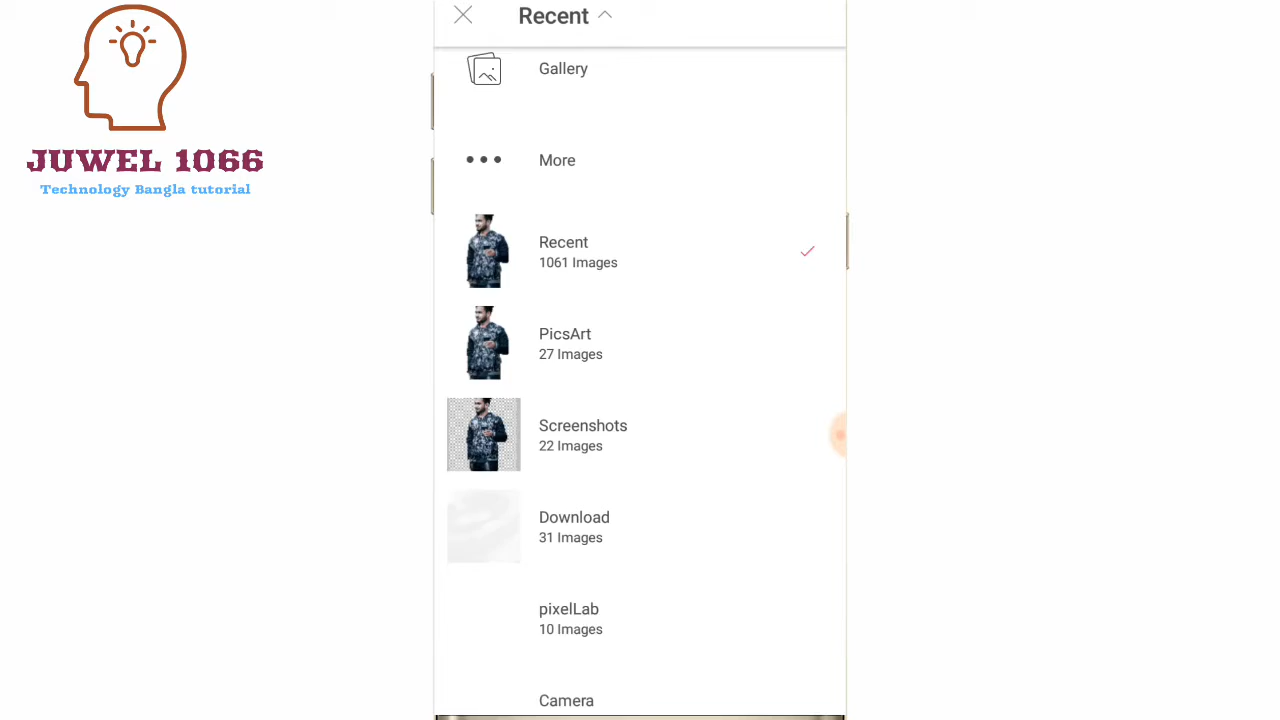 JUWEL 1066
Technology Bangla tutorial
Recent
Gallery
More
Recent
1061 Images
PicsArt
27 Images
Screenshots
22 Images
Download
31 Images
pixelLab
10 Images
Camera